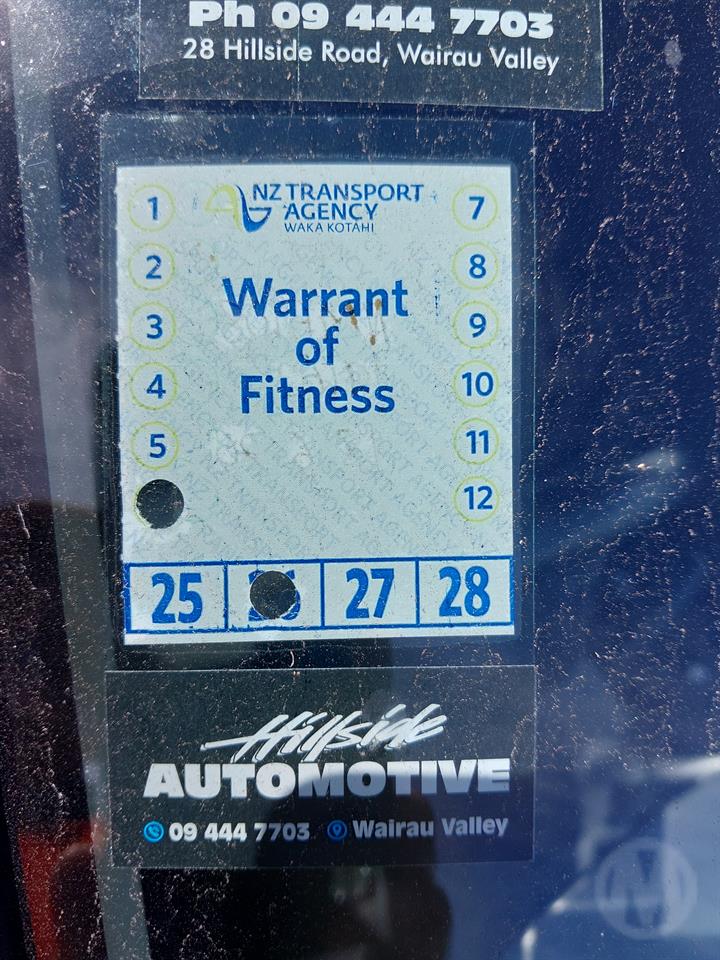 Ph 09 444 7703
28 Hillside Road, Wairau Valley
NZ TRANSPORT
AGENCY
WAKA KOTAHI
1
7
2
8
Warrant
3
9
of
4
10
Fitness
5
11
12
25
27
28
Hillside
AUTOMOTIVE
09 444 7703
Wairau Valley
M